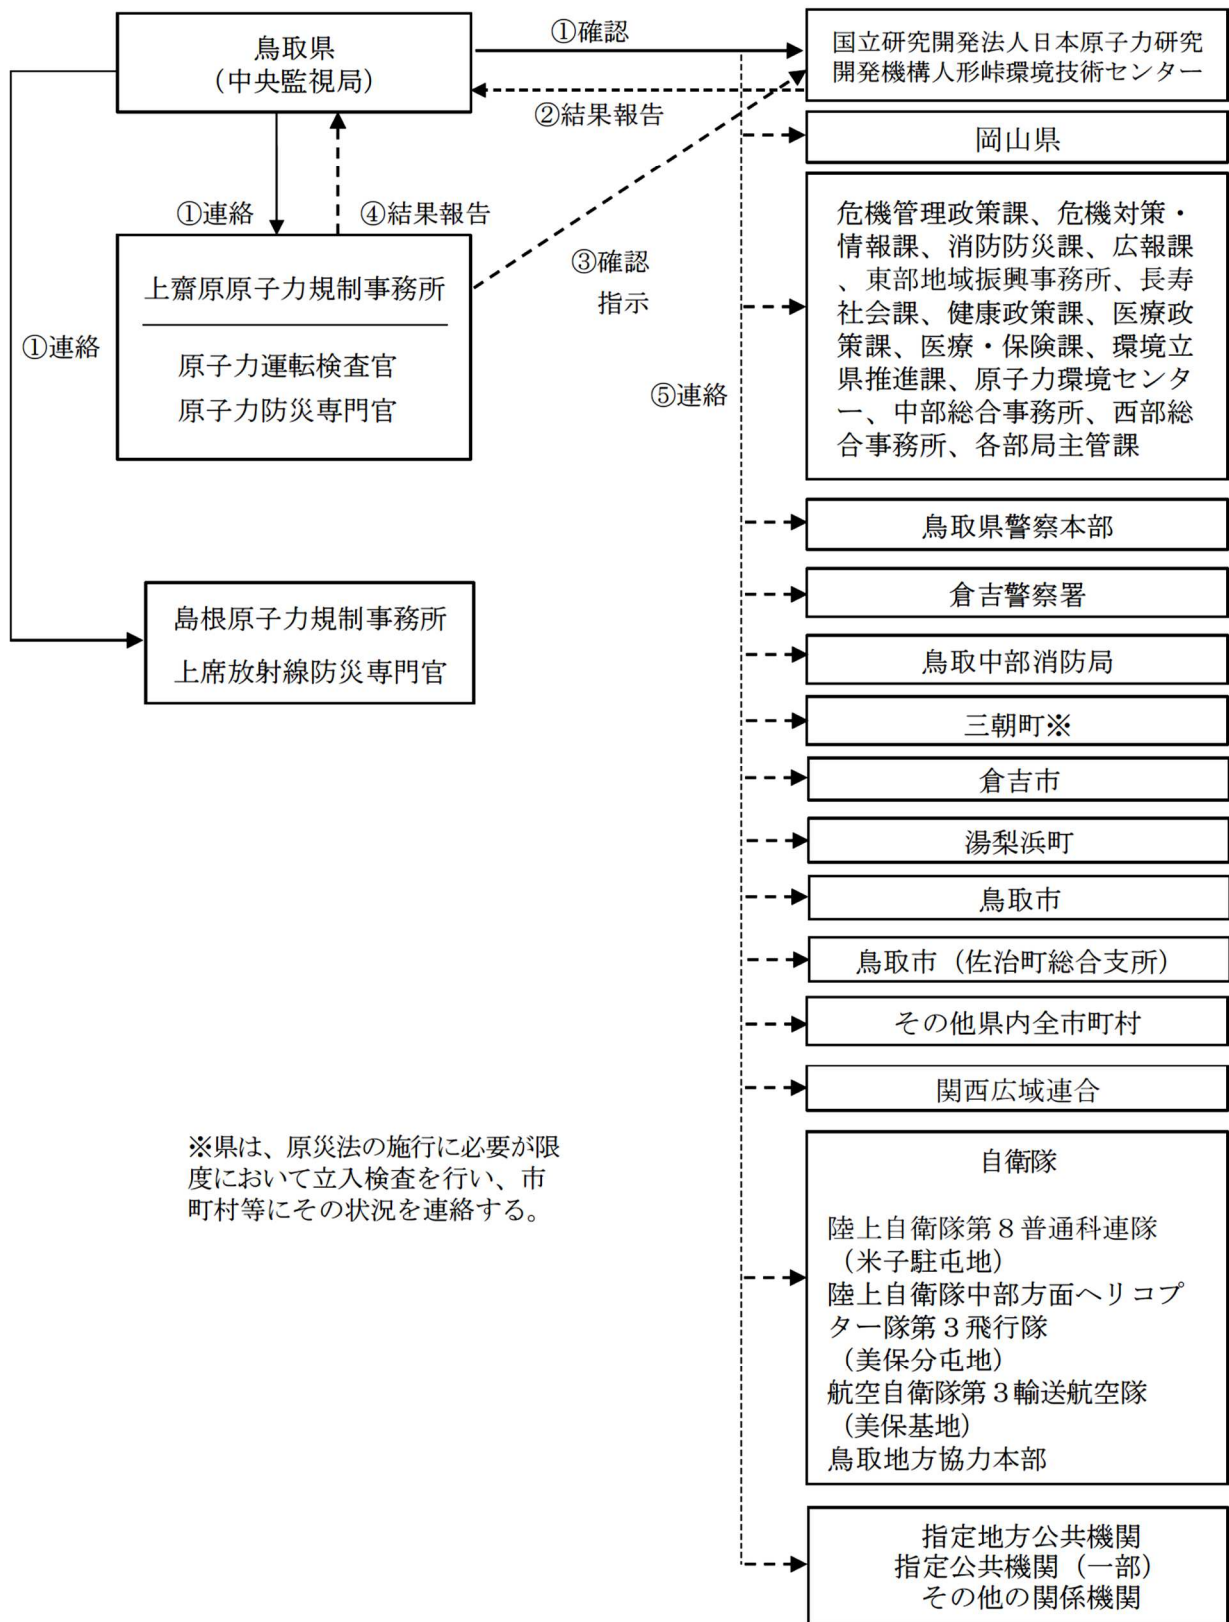 鳥取県
（中央監視局）
①確認
国立研究開発法人日本原子力研究
開発機構人形峠環境技術センター
②結果報告
岡山県
①連絡
④結果報告
上齋原原子力規制事務所
原子力運転検査官
原子力防災専門官
③確認
指示
①連絡
⑤連絡
危機管理政策課、危機対策・
情報課、消防防災課、広報課
、東部地域振興事務所、長寿
社会課、健康政策課、医療政
策課、医療・保険課、環境立
県推進課、原子力環境センタ
ー、中部総合事務所、西部総
合事務所、各部局主管課
鳥取県警察本部
倉吉警察署
島根原子力規制事務所
上席放射線防災専門官
鳥取中部消防局
三朝町※
倉吉市
湯梨浜町
鳥取市
鳥取市（佐治町総合支所）
その他県内全市町村
関西広域連合
※県は、原災法の施行に必要が限
度において立入検査を行い、市
町村等にその状況を連絡する。
自衛隊
陸上自衛隊第８普通科連隊
（米子駐屯地）
陸上自衛隊中部方面ヘリコプ
ター隊第３飛行隊
（美保分屯地）
航空自衛隊第３輸送航空隊
（美保基地）
鳥取地方協力本部
指定地方公共機関
指定公共機関（一部）
その他の関係機関